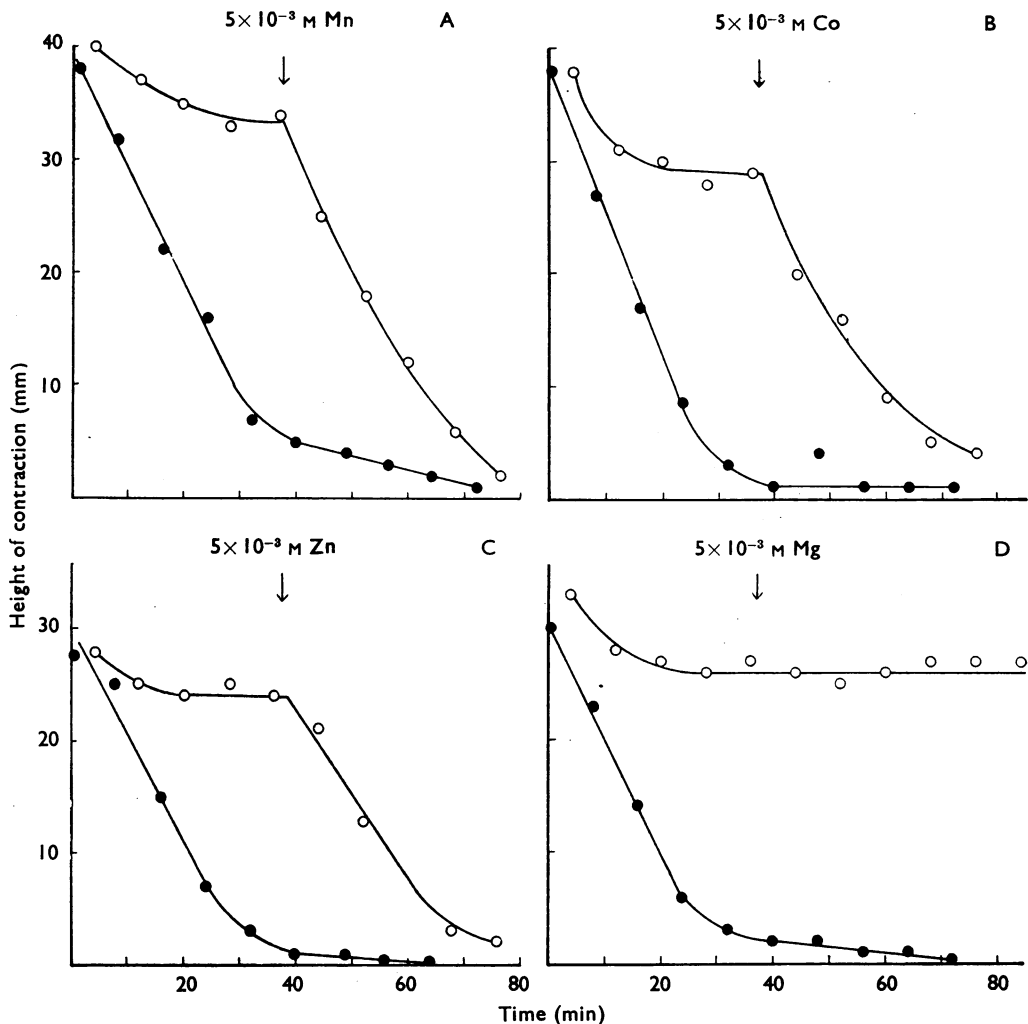 5×10⁻³ M Mn A
5×10⁻³ M Co B
40
30
20
10
5×10⁻³ M Zn C
5×10⁻³ M Mg D
30
20
10
20 40 60 80
20 40 60 80
Height of contraction (mm)
Time (min)